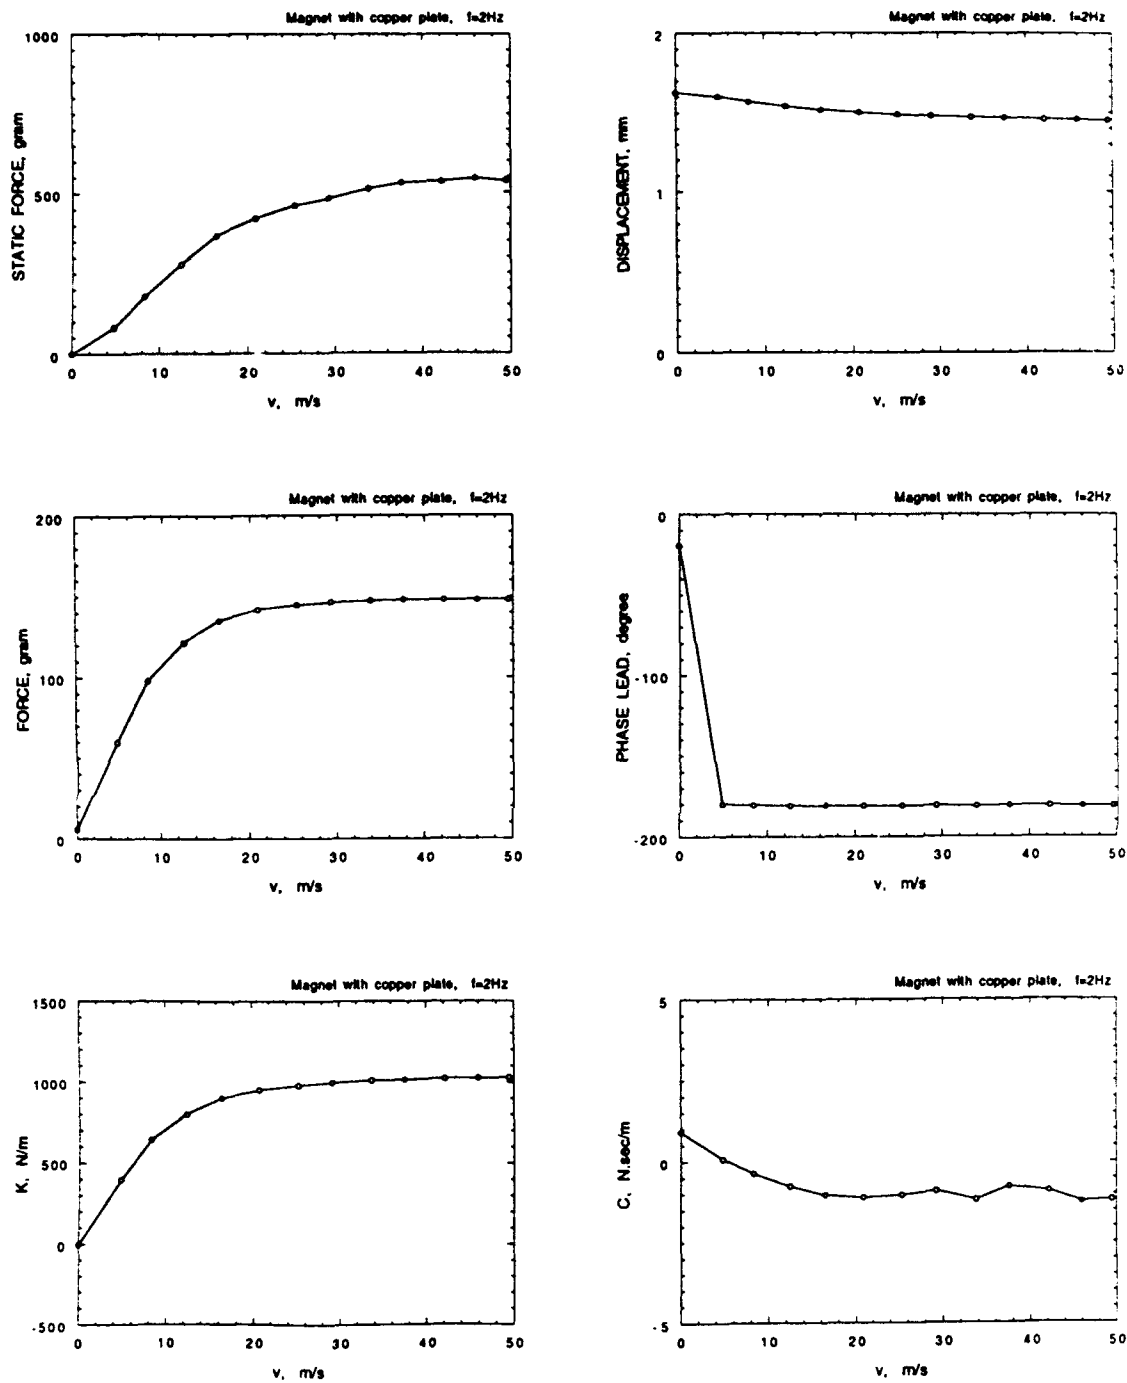 Magnet with copper plate, f=2Hz
1000
500
0
STATIC FORCE, gram
0 10 20 30 40 50
v, m/s
Magnet with copper plate, f=2Hz
2
1
0
DISPLACEMENT, mm
0 10 20 30 40 50
v, m/s
Magnet with copper plate, f=2Hz
200
100
0
FORCE, gram
0 10 20 30 40 50
v, m/s
Magnet with copper plate, f=2Hz
0
-100
-200
PHASE LEAD, degree
0 10 20 30 40 50
v, m/s
Magnet with copper plate, f=2Hz
1500
1000
500
0
-500
K, N/m
0 10 20 30 40 50
v, m/s
Magnet with copper plate, f=2Hz
5
0
-5
C, N.sec/m
0 10 20 30 40 50
v, m/s